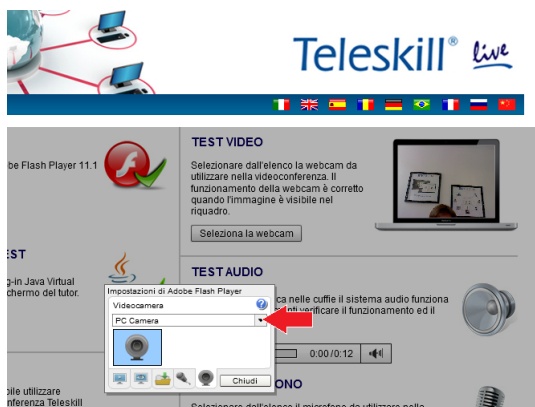 Teleskill® live
TEST VIDEO
be Flash Player 11.1
Selezionare dall'elenco la webcam da
utilizzare nella videoconferenza. Il
funzionamento della webcam è corretto
quando l'immagine è visibile nel
riquadro.
Seleziona la webcam
EST
g-in Java Virtual
chermo del tutor.
TEST AUDIO
ca nelle cuffie il sistema audio funziona
nti verificare il funzionamento ed il
0:00/0:12
Impostazioni di Adobe Flash Player
Videocamera
?
PC Camera
Chiudi
ONO
bile utilizzare
nferenza Teleskill
Selezionare dall'elenco il microfono da utilizzare nella